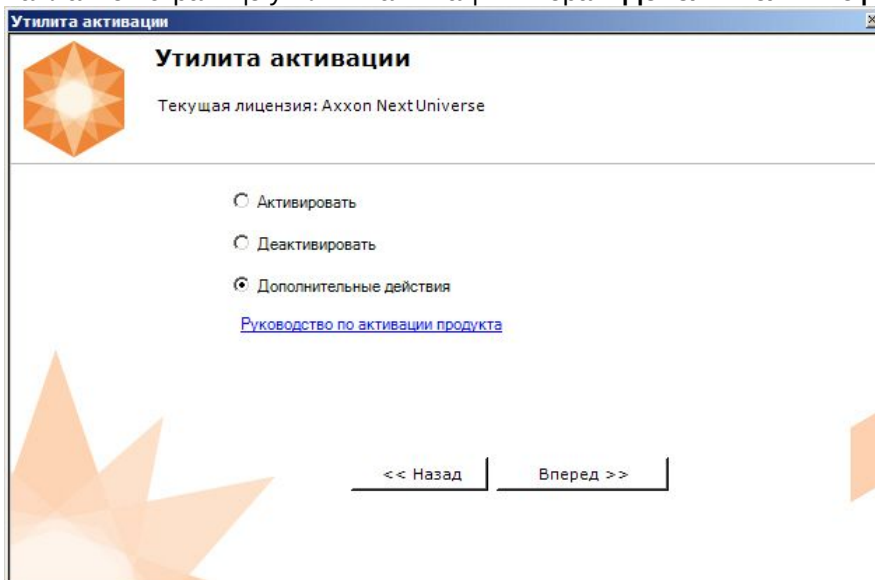 Утилита активации
Утилита активации
Текущая лицензия: Axxon Next Universe
Активировать
Деактивировать
Дополнительные действия
Руководство по активации продукта
<< Назад
Вперед >>